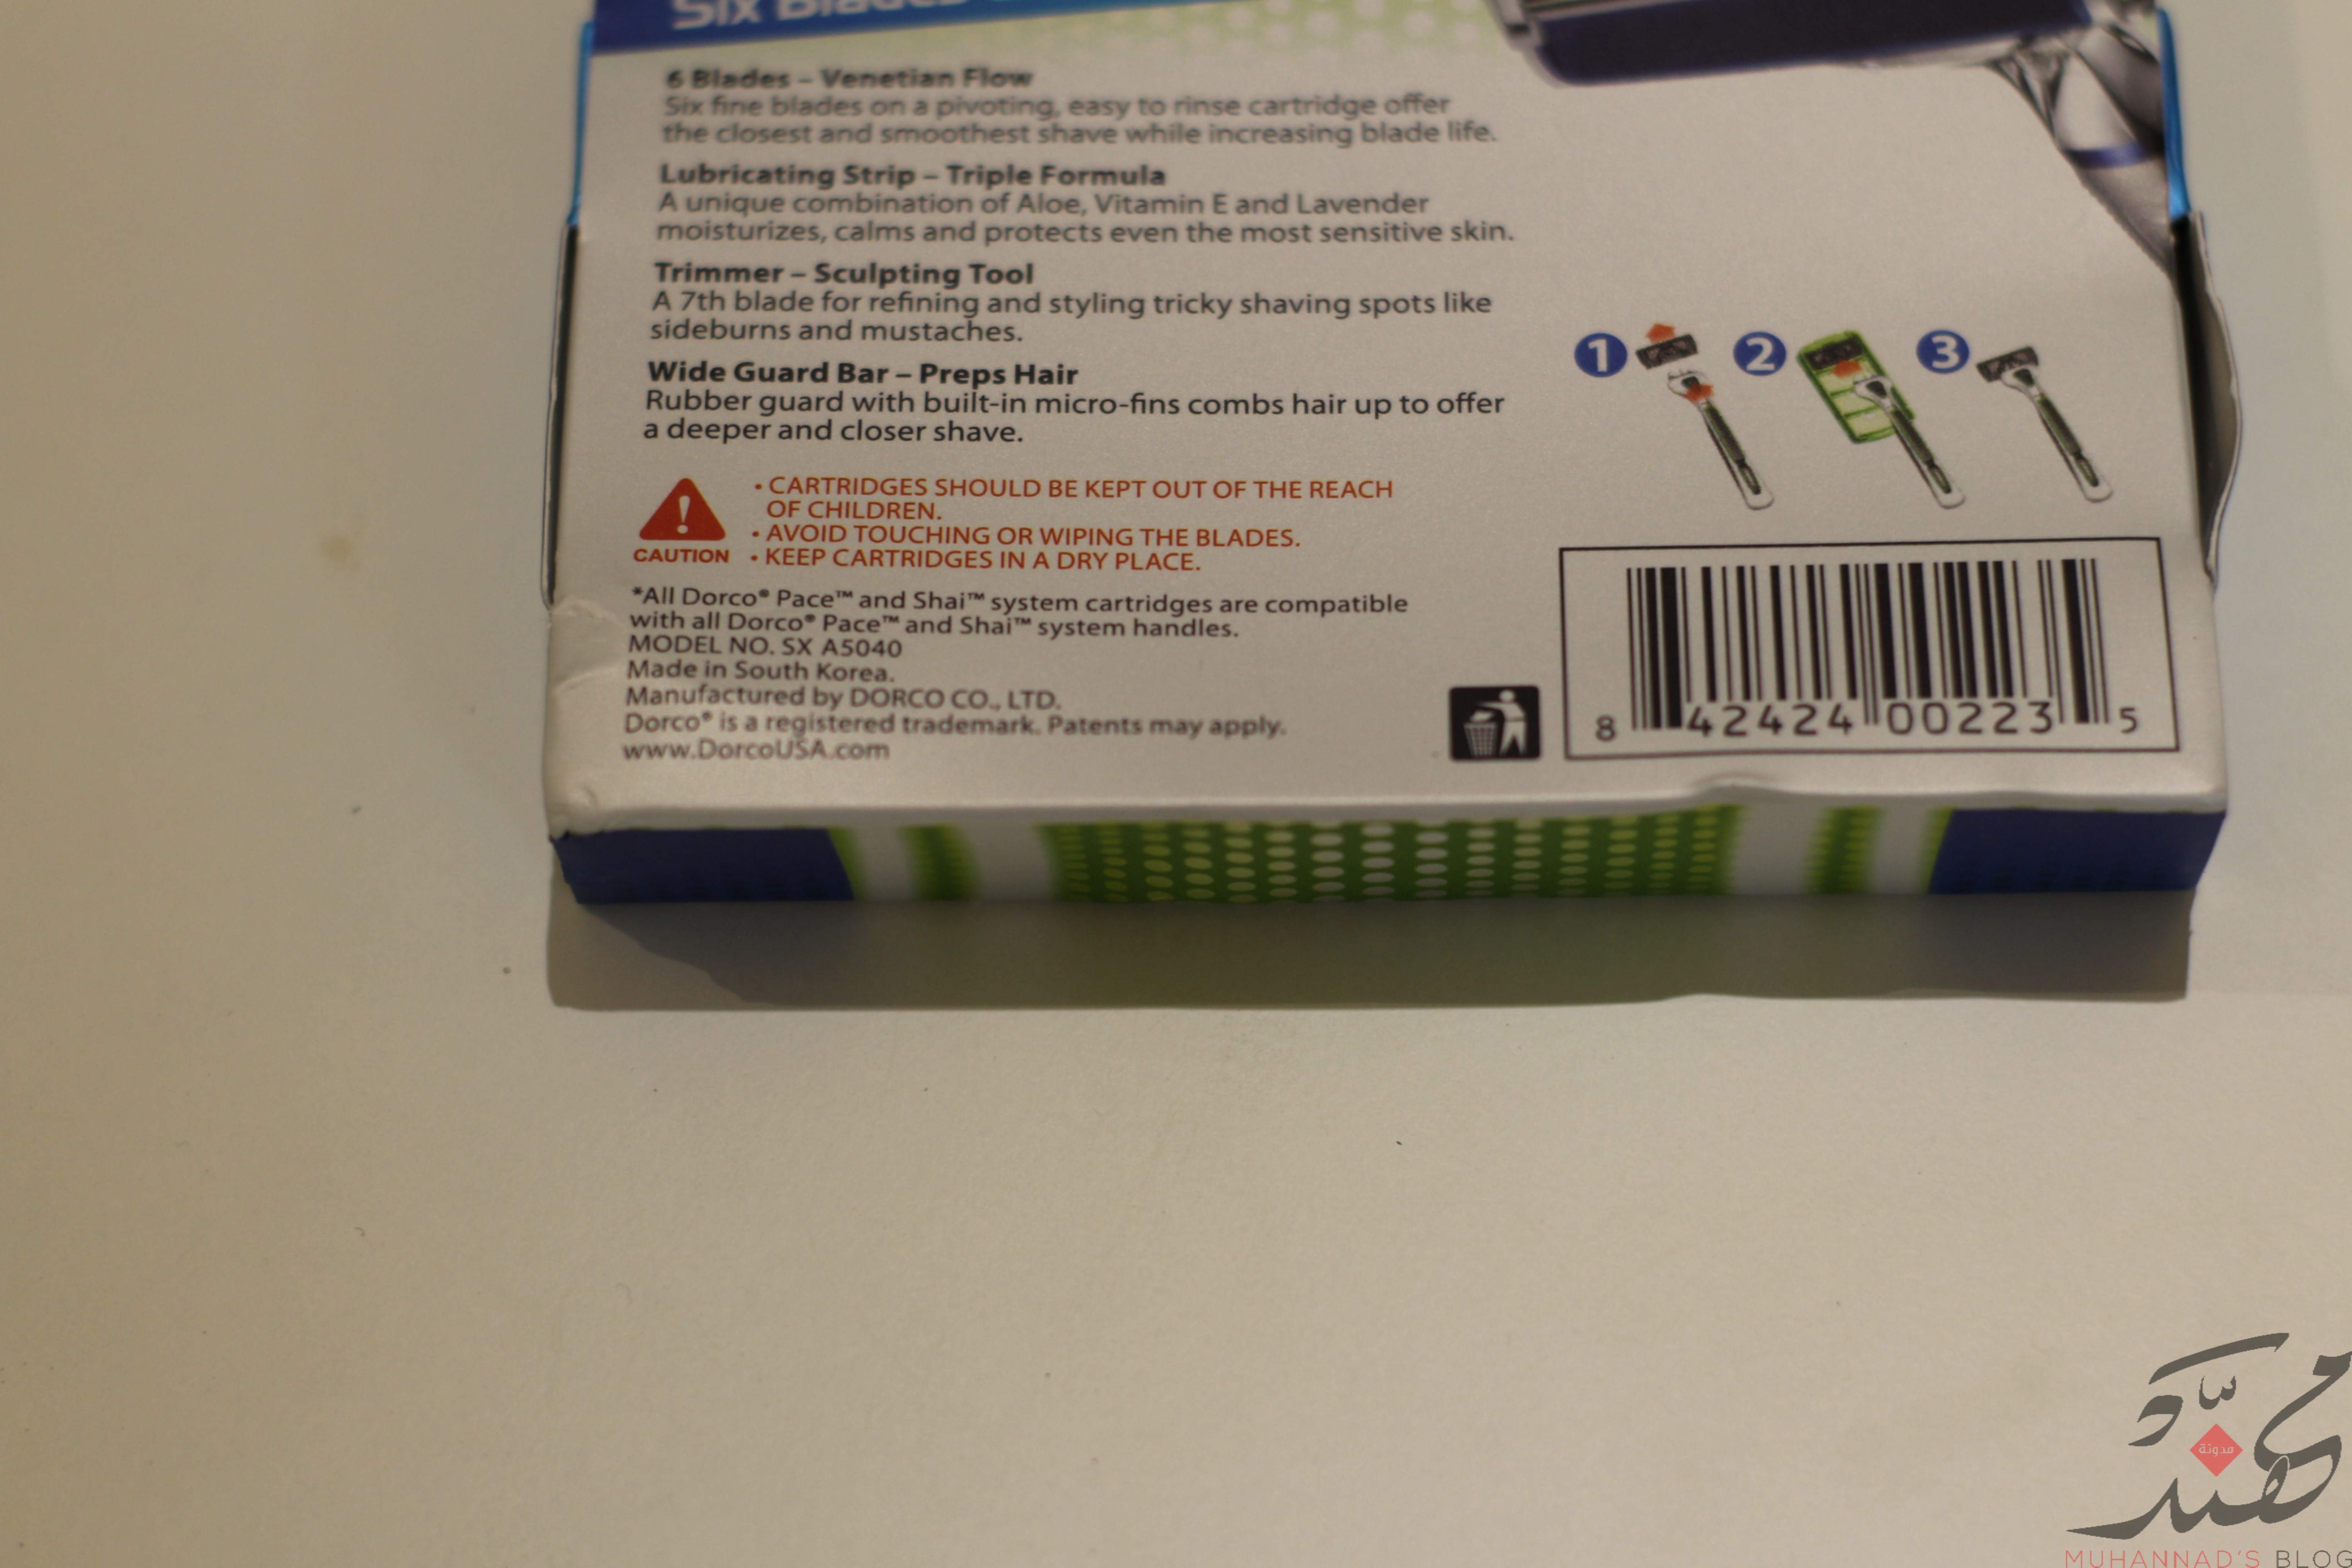 Six Blades
6 Blades – Venetian Flow
Six fine blades on a pivoting, easy to rinse cartridge offer
the closest and smoothest shave while increasing blade life.
Lubricating Strip – Triple Formula
A unique combination of Aloe, Vitamin E and Lavender
moisturizes, calms and protects even the most sensitive skin.
Trimmer – Sculpting Tool
A 7th blade for refining and styling tricky shaving spots like
sideburns and mustaches.
Wide Guard Bar – Preps Hair
Rubber guard with built-in micro-fins combs hair up to offer
a deeper and closer shave.
CAUTION
• CARTRIDGES SHOULD BE KEPT OUT OF THE REACH
OF CHILDREN.
• AVOID TOUCHING OR WIPING THE BLADES.
• KEEP CARTRIDGES IN A DRY PLACE.
*All Dorco® Pace™ and Shai™ system cartridges are compatible
with all Dorco® Pace™ and Shai™ system handles.
MODEL NO. SX A5040
Made in South Korea.
Manufactured by DORCO CO., LTD.
Dorco® is a registered trademark. Patents may apply.
www.DorcoUSA.com
1 2 3
8 42424 00223 5
مهنّد
مدونة
MUHANNAD'S BLOG